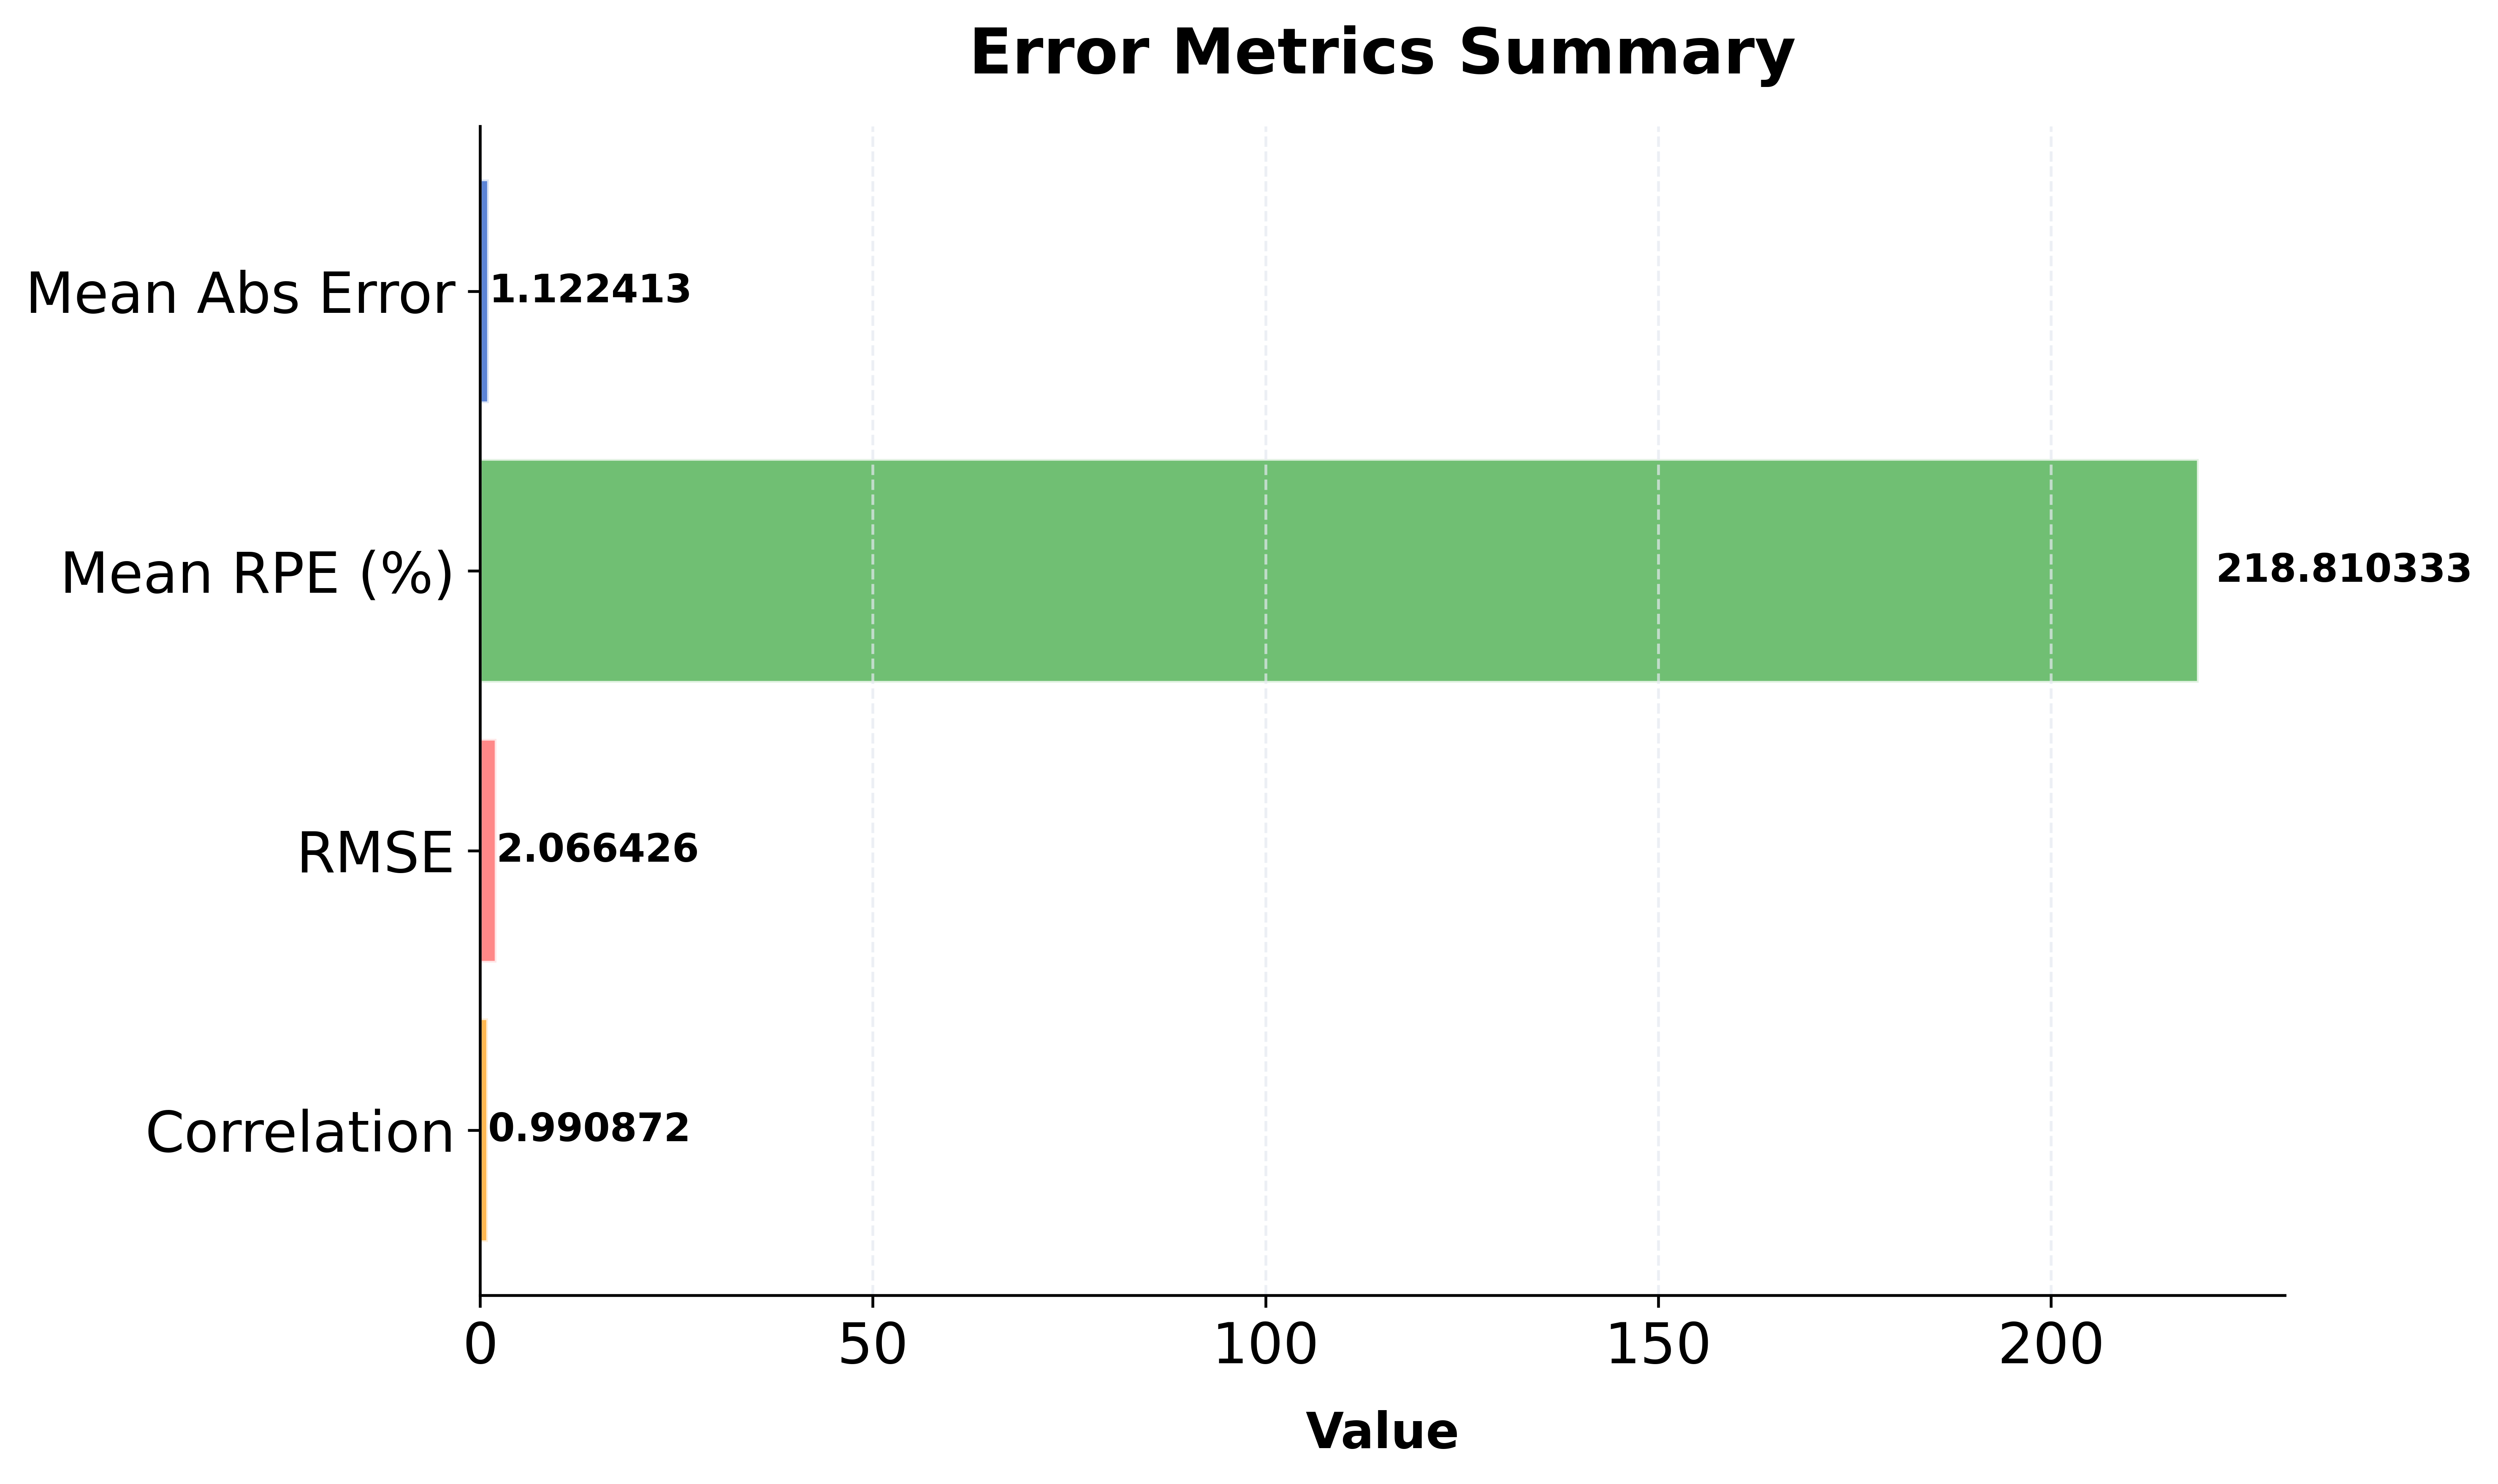 Error Metrics Summary
Mean Abs Error
1.122413
Mean RPE (%)
218.810333
RMSE
2.066426
Correlation
0.990872
0 50 100 150 200
Value